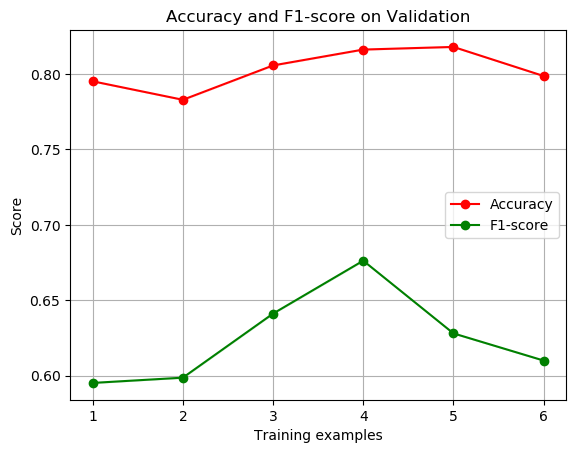 Accuracy and F1-score on Validation
0.80
0.75
0.70
0.65
0.60
Score
Accuracy
F1-score
1 2 3 4 5 6
Training examples